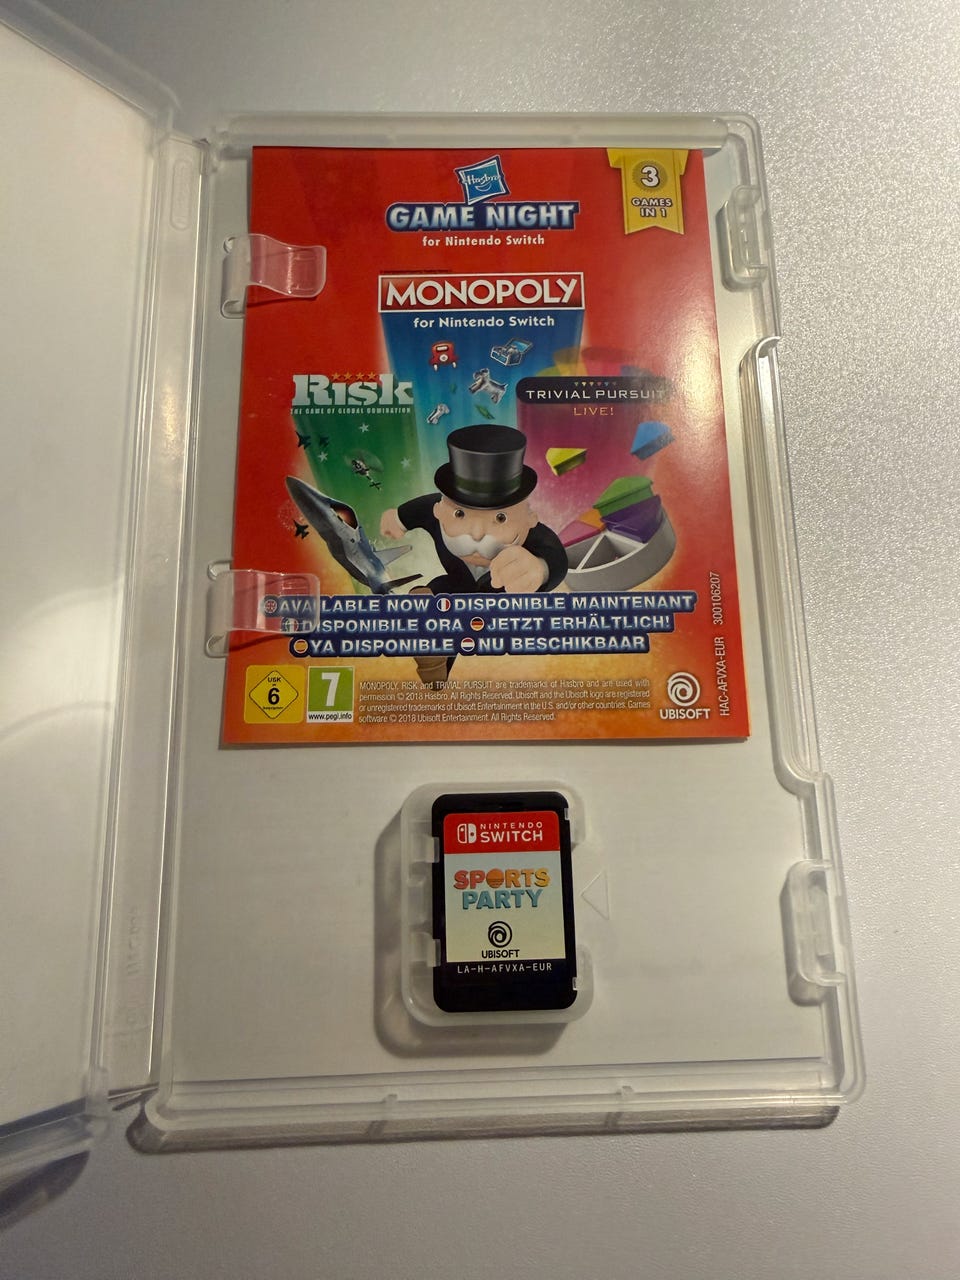 Hasbro
GAME NIGHT
for Nintendo Switch
3
GAMES
IN 1
MONOPOLY
for Nintendo Switch
RISK
THE GAME OF GLOBAL DOMINATION
TRIVIAL PURSUIT
LIVE!
AVAILABLE NOW DISPONIBLE MAINTENANT
DISPONIBILE ORA JETZT ERHÄLTLICH!
YA DISPONIBLE NU BESCHIKBAAR
USK
6
7
www.pegi.info
MONOPOLY, RISK and TRIVIAL PURSUIT are trademarks of Hasbro and are used with
permission © 2018 Hasbro. All Rights Reserved. Ubisoft and the Ubisoft logo are registered
or unregistered trademarks of Ubisoft Entertainment in the U.S. and/or other countries. Games
software © 2018 Ubisoft Entertainment. All Rights Reserved.
UBISOFT
HAC-AFVXA-EUR 300106207
NINTENDO
SWITCH
SPORTS
PARTY
UBISOFT
LA-H-AFVXA-EUR